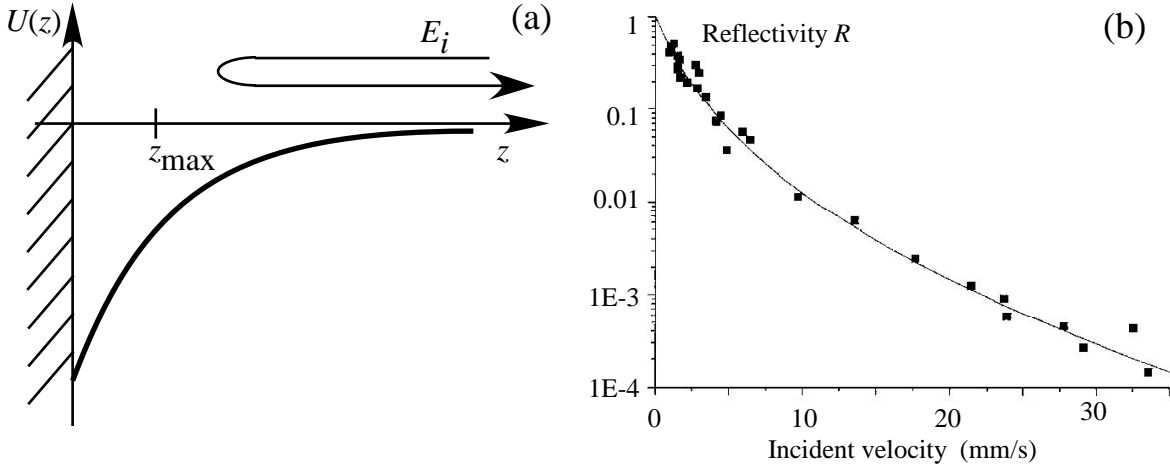 U(z)
(a)
E_i
z_max
z
(b)
Reflectivity R
1
0.1
0.01
1E-3
1E-4
0
10
20
30
Incident velocity (mm/s)